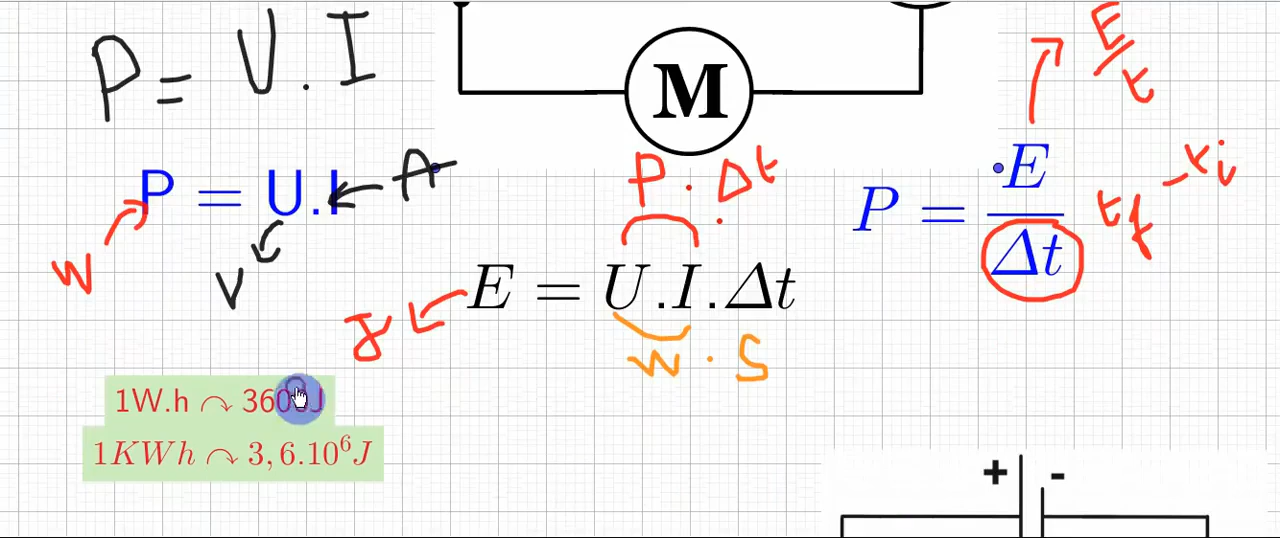 P = U.I
M
E/t
P = U.I
A
W
V
P . Δt
P = E/Δt
tf - ti
E = U.I.Δt
J
W . S
1W.h ↷ 3600J
1KWh ↷ 3,6.10⁶J
+ -